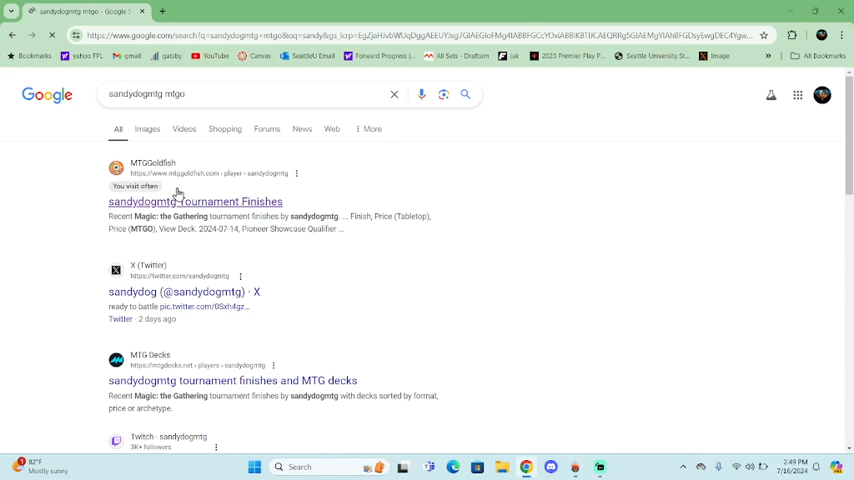 sandydogmtg mtgo - Google S
https://www.google.com/search?q=sandydogmtg+mtgo&oq=sandy&gs_lcrp=
Bookmarks yahoo FPL gmail gatsby YouTube Canva SeattleU EMAIL Forward Progress |... All Sets - Draftsim jsk 2023 Premier Play P... Seattle University St... Image » All Bookmarks
Google sandydogmtg mtgo
All Images Videos Shopping Forums News Web More
MTGGoldfish
https://www.mtggoldfish.com › player › sandydogmtg
You visit often
sandydogmtg Tournament Finishes
Recent Magic: the Gathering tournament finishes by sandydogmtg. ... Finish, Price (Tabletop),
Price (MTGO), View Deck. 2024-07-14, Pioneer Showcase Qualifier ...
X (Twitter)
https://twitter.com/sandydogmtg
sandydog (@sandydogmtg) · X
ready to battle pic.twitter.com/0Sxh4gz...
Twitter · 2 days ago
MTG Decks
https://mtgdecks.net › players › sandydogmtg
sandydogmtg tournament finishes and MTG decks
Recent Magic: the Gathering tournament finishes by sandydogmtg with decks sorted by format,
price or archetype.
Twitch · sandydogmtg
3K+ followers
82°F
Mostly sunny
Search
2:49 PM
7/16/2024